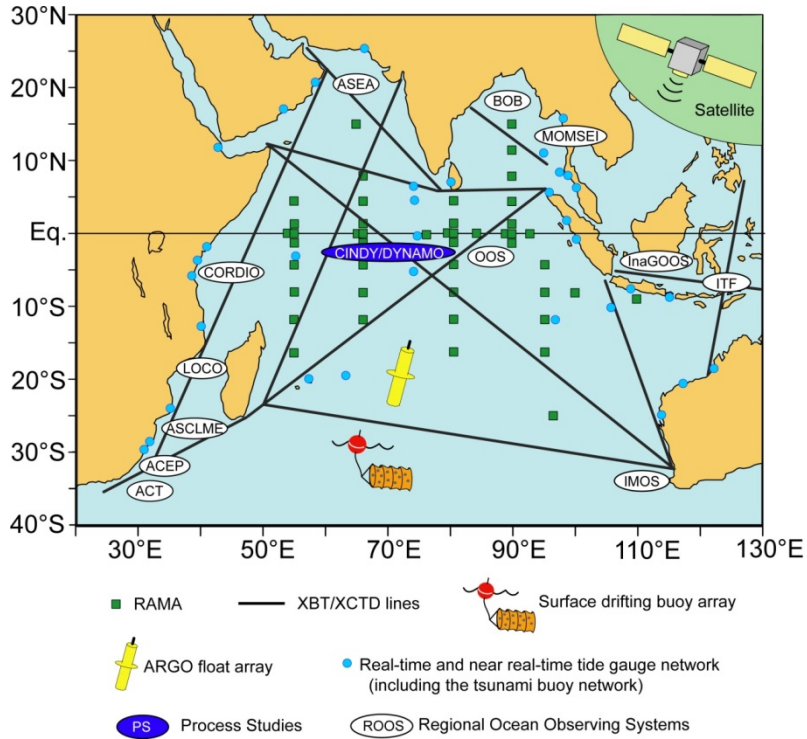 30°N
20°N
10°N
Eq.
10°S
20°S
30°S
40°S
30°E
50°E
70°E
90°E
110°E
130°E
ASEA
BOB
MOMSEI
Satellite
CINDY/DYNAMO
OOS
InaGOOS
ITF
CORDIO
LOCO
ASCLME
ACEP
ACT
IMOS
RAMA
XBT/XCTD lines
Surface drifting buoy array
ARGO float array
Real-time and near real-time tide gauge network
(including the tsunami buoy network)
PS
Process Studies
ROOS
Regional Ocean Observing Systems